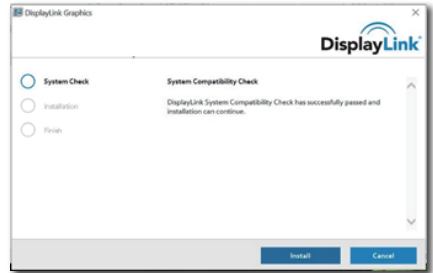 DisplayLink Graphics
DisplayLink
System Check
Installation
Finish
System Compatibility Check
DisplayLink System Compatibility Check has successfully passed and
installation can continue.
Install
Cancel